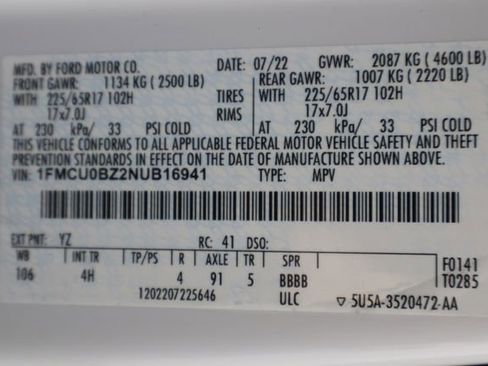 MFD. BY FORD MOTOR CO. DATE: 07/22 GVWR: 2087 KG (4600 LB)
FRONT GAWR: 1134 KG (2500 LB) REAR GAWR: 1007 KG (2220 LB)
WITH 225/65R17 102H TIRES WITH 225/65R17 102H
17x7.0J RIMS 17x7.0J
AT 230 kPa/ 33 PSI COLD AT 230 kPa/ 33 PSI COLD
THIS VEHICLE CONFORMS TO ALL APPLICABLE FEDERAL MOTOR VEHICLE SAFETY AND THEFT
PREVENTION STANDARDS IN EFFECT ON THE DATE OF MANUFACTURE SHOWN ABOVE.
VIN: 1FMCU0BZ2NUB16941 TYPE: MPV
EXT PNT: YZ RC: 41 DSO:
WB INT TR TP/PS R AXLE TR SPR F0141
106 4H 4 91 5 BBBB T0285
1202207225646 ULC ▽ 5U5A-3520472-AA